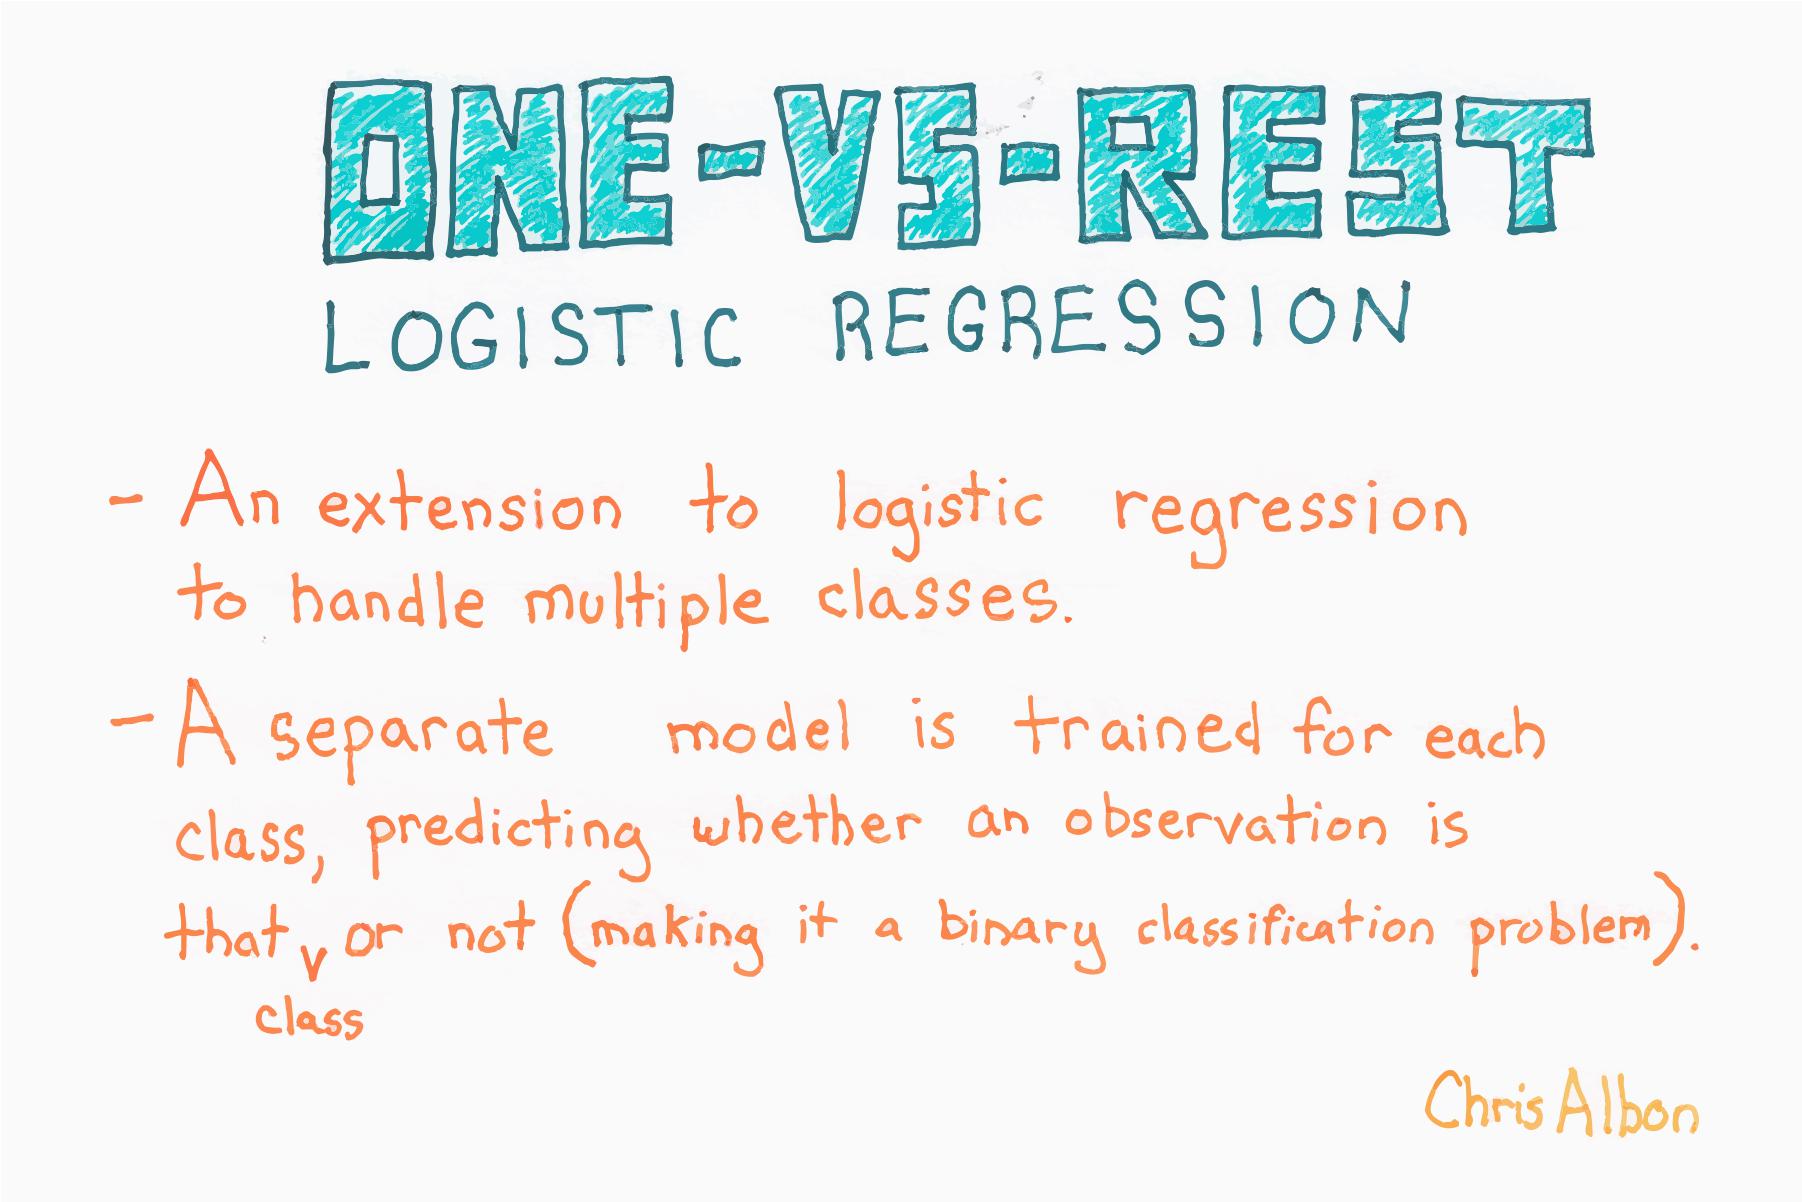 ONE-VS-REST
LOGISTIC REGRESSION
- An extension to logistic regression
to handle multiple classes.
- A separate model is trained for each
class, predicting whether an observation is
that v or not (making it a binary classification problem).
class
Chris Albon